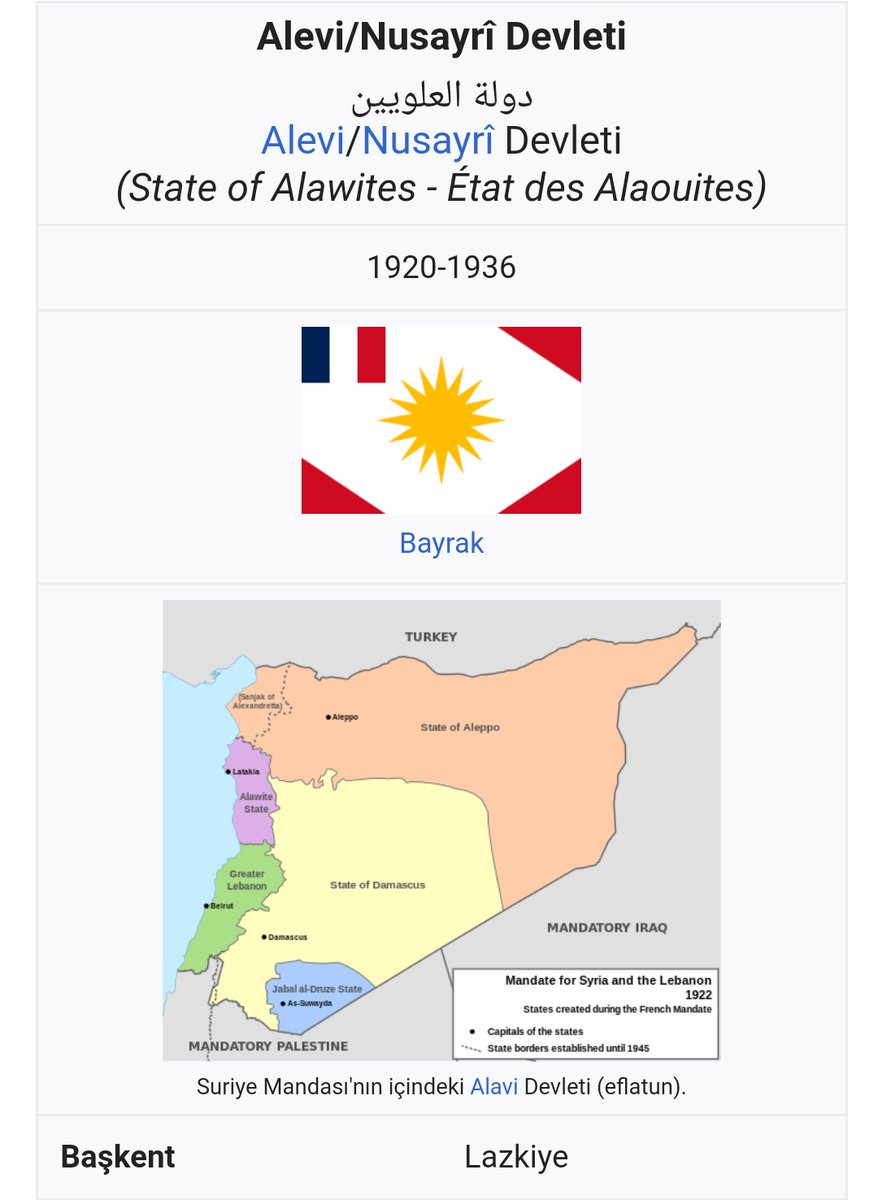 Alevi/Nusayrî Devleti
دولة العلويين
Alevi/Nusayrî Devleti
(State of Alawites - État des Alaouites)
1920-1936
Bayrak
TURKEY
(Sanjak of
Alexandretta)
Aleppo
State of Aleppo
Latakia
Alawite
State
Greater
Lebanon
State of Damascus
Beirut
MANDATORY IRAQ
Damascus
Mandate for Syria and the Lebanon
1922
Jabal al-Druze State
As-Suwayda
States created during the French Mandate
Capitals of the states
MANDATORY PALESTINE
State borders established until 1945
Suriye Mandası'nın içindeki Alavi Devleti (eflatun).
Başkent Lazkiye